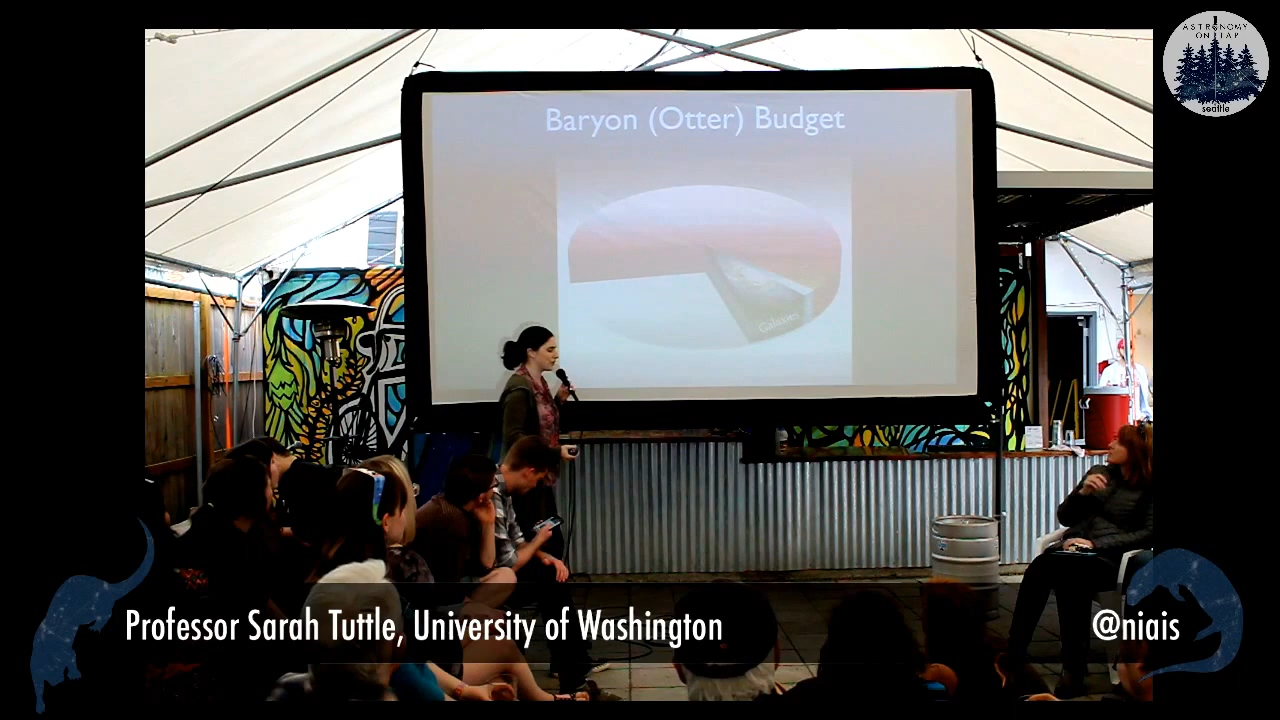 ASTRONOMY
ON TAP
seattle
Baryon (Otter) Budget
Galaxies
Professor Sarah Tuttle, University of Washington
@niais